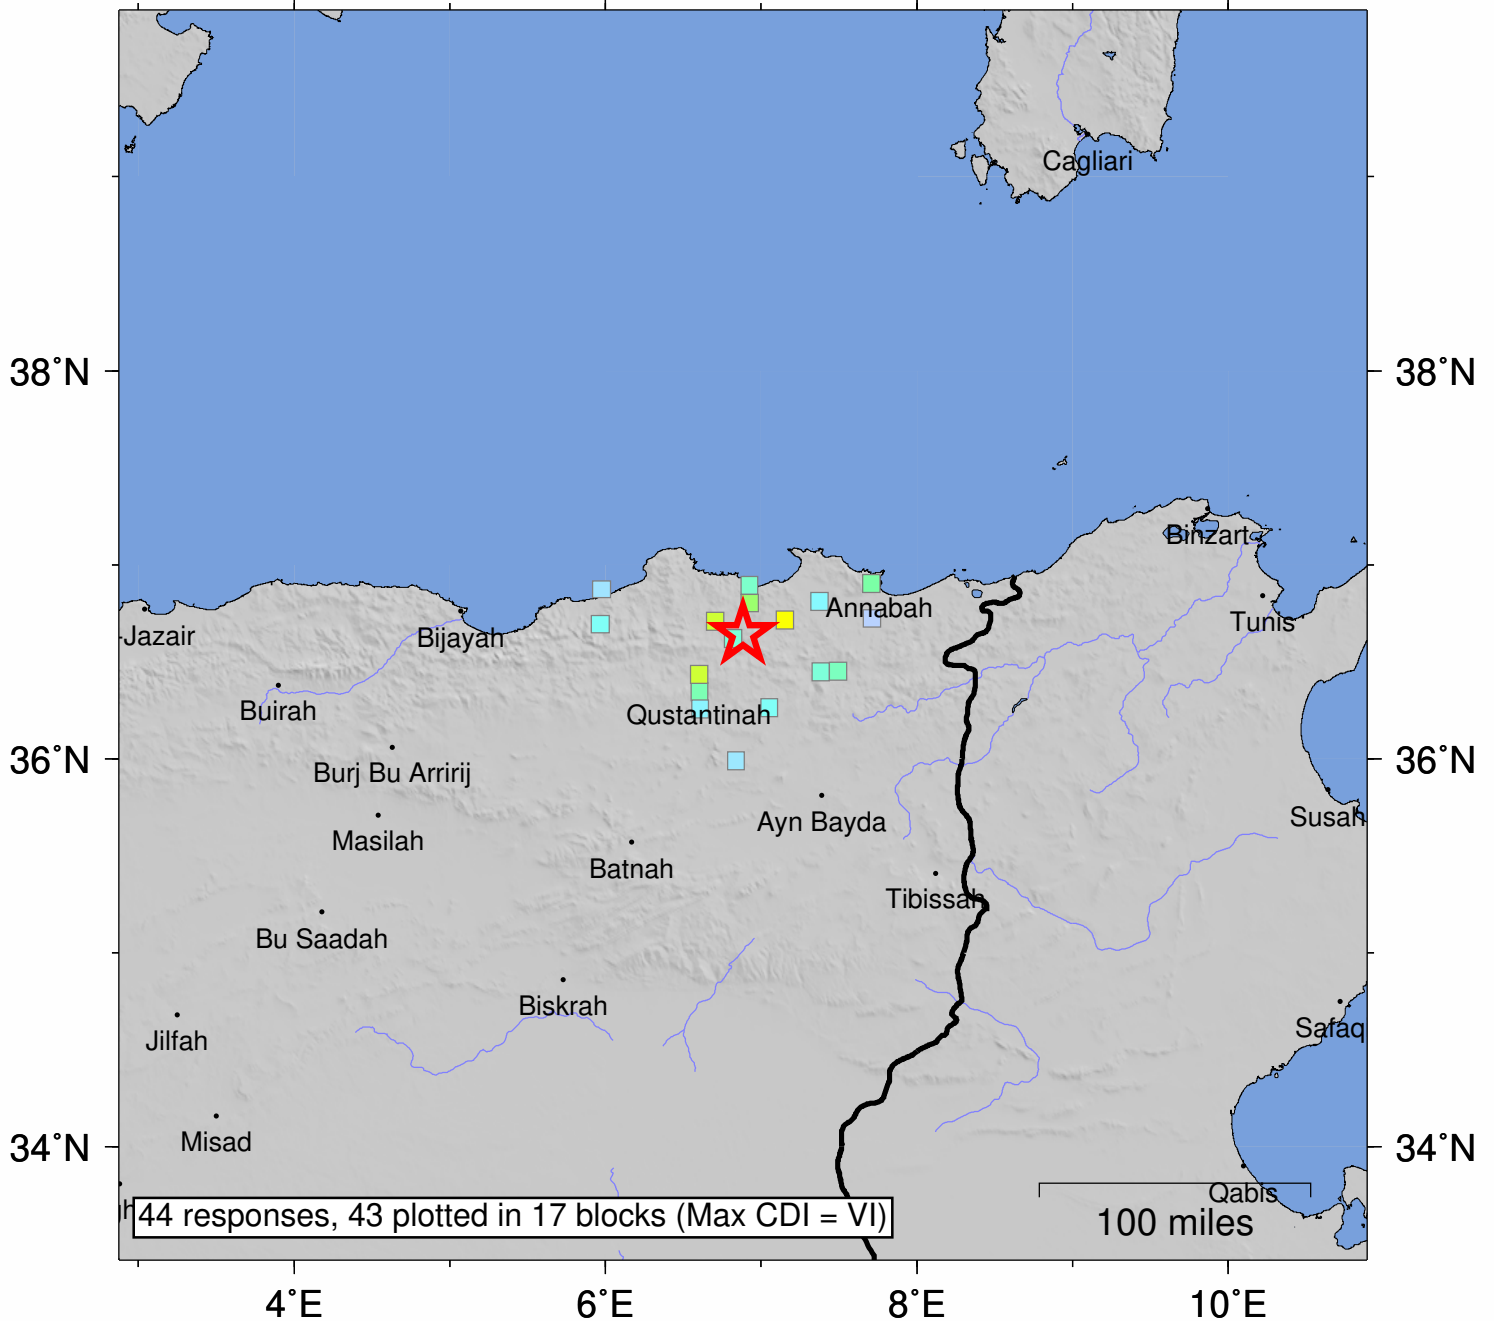 Cagliari
38°N
38°N
Binzart
-Jazair
Bijayah
Annabah
Tunis
Buirah
Qustantinah
36°N
36°N
Burj Bu Arririj
Masilah
Ayn Bayda
Susah
Batnah
Tibissah
Bu Saadah
Biskrah
Jilfah
Safaq
Misad
34°N
34°N
Qabis
44 responses, 43 plotted in 17 blocks (Max CDI = VI)
100 miles
4°E
6°E
8°E
10°E